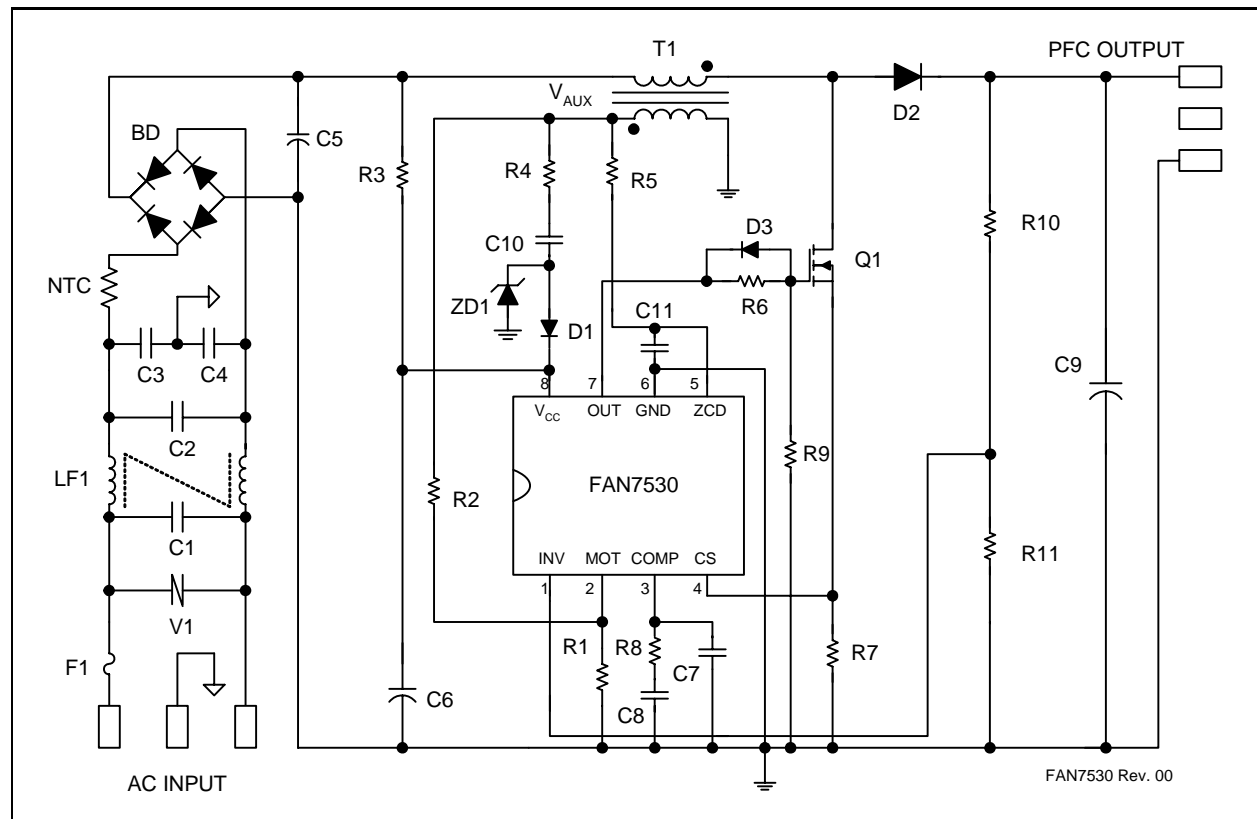 T1
PFC OUTPUT
VAUX
D2
BD
C5
R3
R4
R5
R10
D3
C10
Q1
NTC
ZD1
R6
C11
D1
C3
C4
C9
8
7
6
5
VCC
OUT
GND
ZCD
C2
R9
LF1
FAN7530
R2
C1
R11
INV
MOT
COMP
CS
1
2
3
4
V1
R1
R8
R7
F1
C7
C6
C8
AC INPUT
FAN7530 Rev. 00